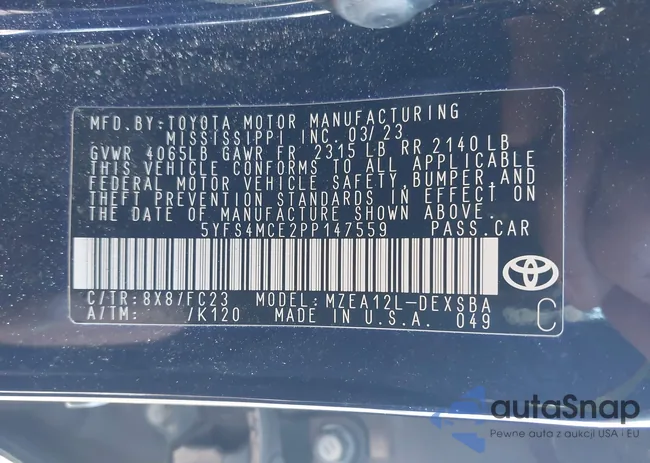 MFD.BY:TOYOTA MOTOR MANUFACTURING
MISSISSIPPI INC. 03/23
GVWR 4065LB GAWR FR 2315LB RR 2140LB
THIS VEHICLE CONFORMS TO ALL APPLICABLE
FEDERAL MOTOR VEHICLE SAFETY, BUMPER, AND
THEFT PREVENTION STANDARDS IN EFFECT ON
THE DATE OF MANUFACTURE SHOWN ABOVE.
5YFS4MCE2PP147559 PASS.CAR
C/TR:8X8/FC23 MODEL:MZEA12L-DEXSBA
A/TM: /K120 MADE IN U.S.A. 049 C
autaSnap
Pewne auta z aukcji USA i EU